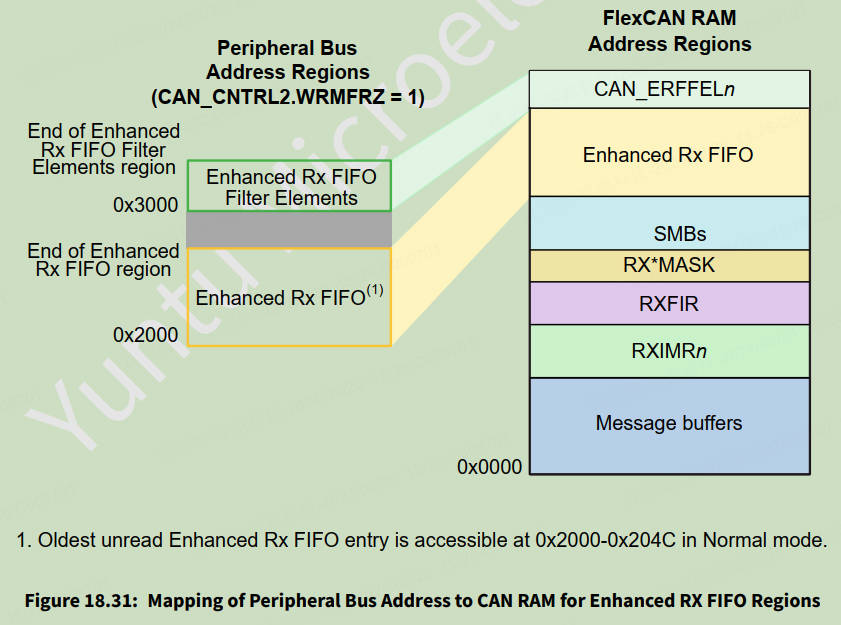 Peripheral Bus
Address Regions
(CAN_CNTRL2.WRMFRZ = 1)
End of Enhanced
Rx FIFO Filter
Elements region
0x3000
End of Enhanced
Rx FIFO region
0x2000
Enhanced Rx FIFO
Filter Elements
Enhanced Rx FIFO(1)
FlexCAN RAM
Address Regions
CAN_ERFFELn
Enhanced Rx FIFO
SMBs
RX*MASK
RXFIR
RXIMRn
Message buffers
0x0000
Yuntu Microele
1. Oldest unread Enhanced Rx FIFO entry is accessible at 0x2000-0x204C in Normal mode.
Figure 18.31: Mapping of Peripheral Bus Address to CAN RAM for Enhanced RX FIFO Regions